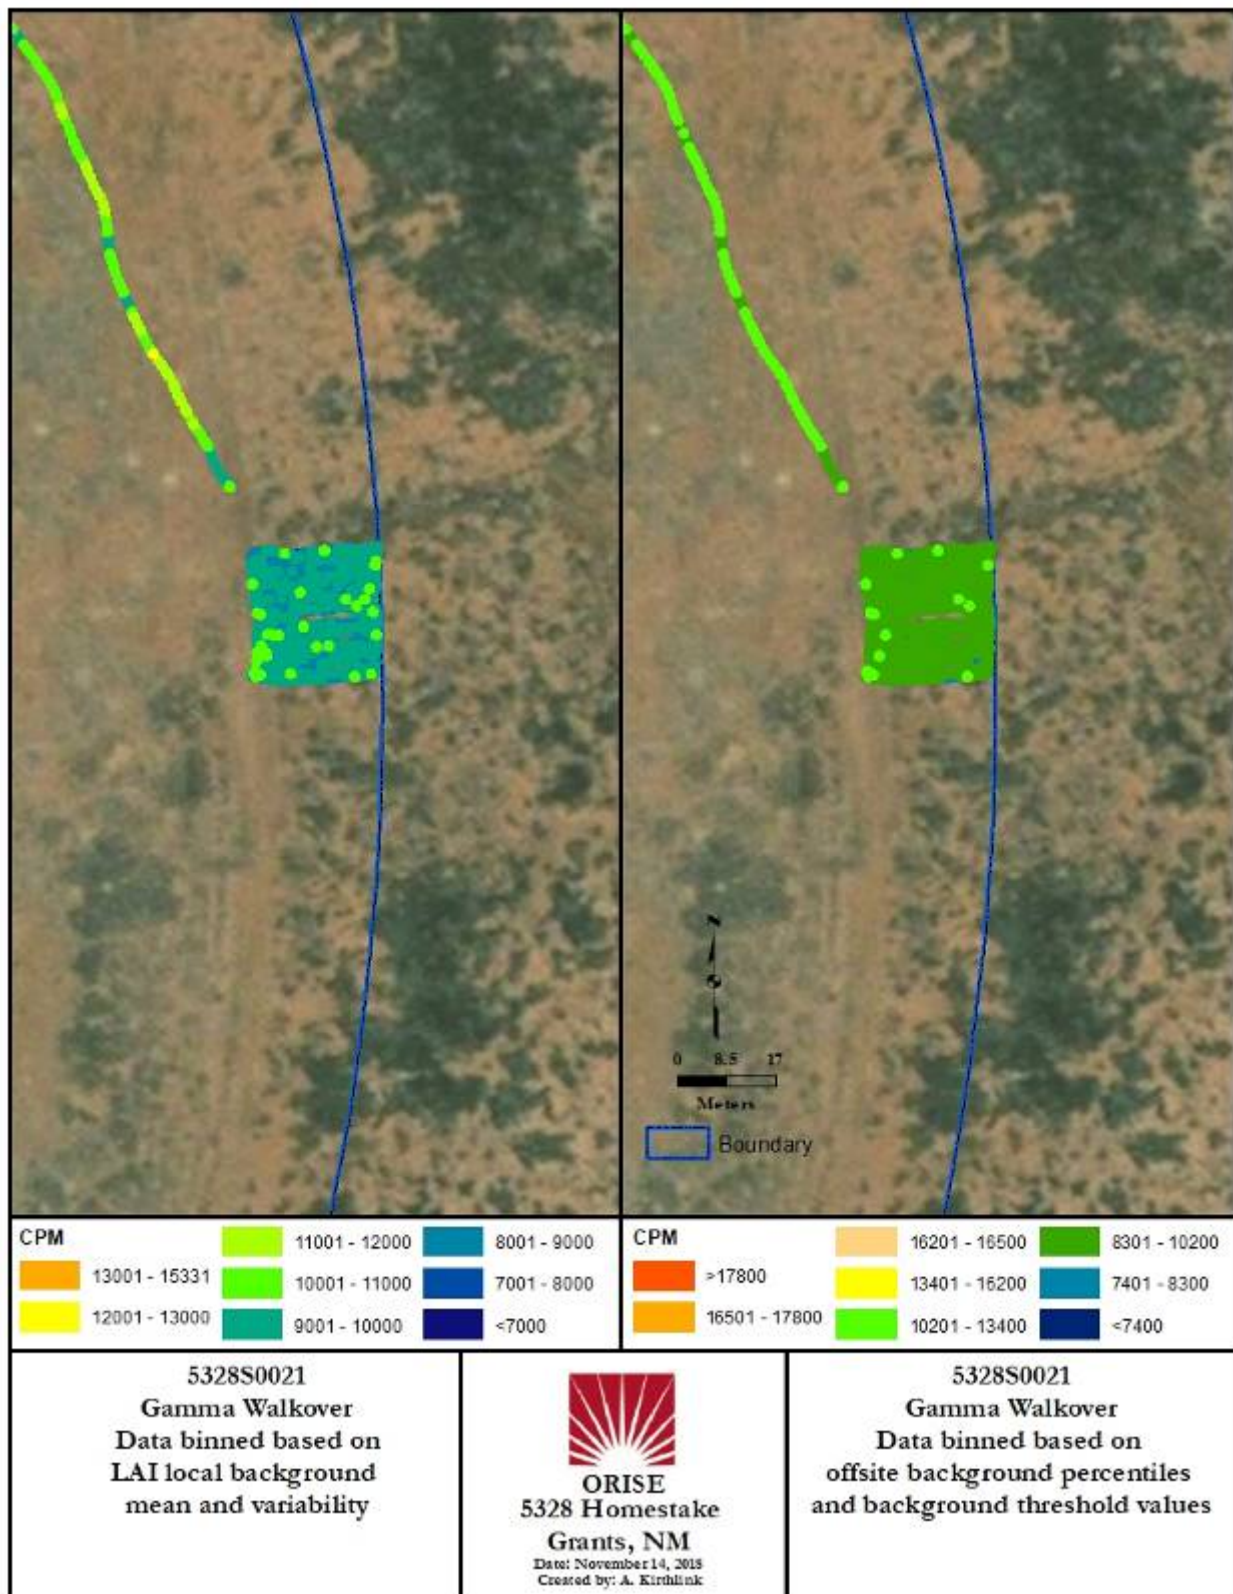 N
0 8.5 17
Meters
Boundary
CPM
13001 - 15331
12001 - 13000
11001 - 12000
10001 - 11000
9001 - 10000
8001 - 9000
7001 - 8000
<7000
CPM
>17800
16501 - 17800
16201 - 16500
13401 - 16200
10201 - 13400
8301 - 10200
7401 - 8300
<7400
5328S0021
Gamma Walkover
Data binned based on
LAI local background
mean and variability
ORISE
5328 Homestake
Grants, NM
Date: November 14, 2018
Created by: A. Kirthlink
5328S0021
Gamma Walkover
Data binned based on
offsite background percentiles
and background threshold values